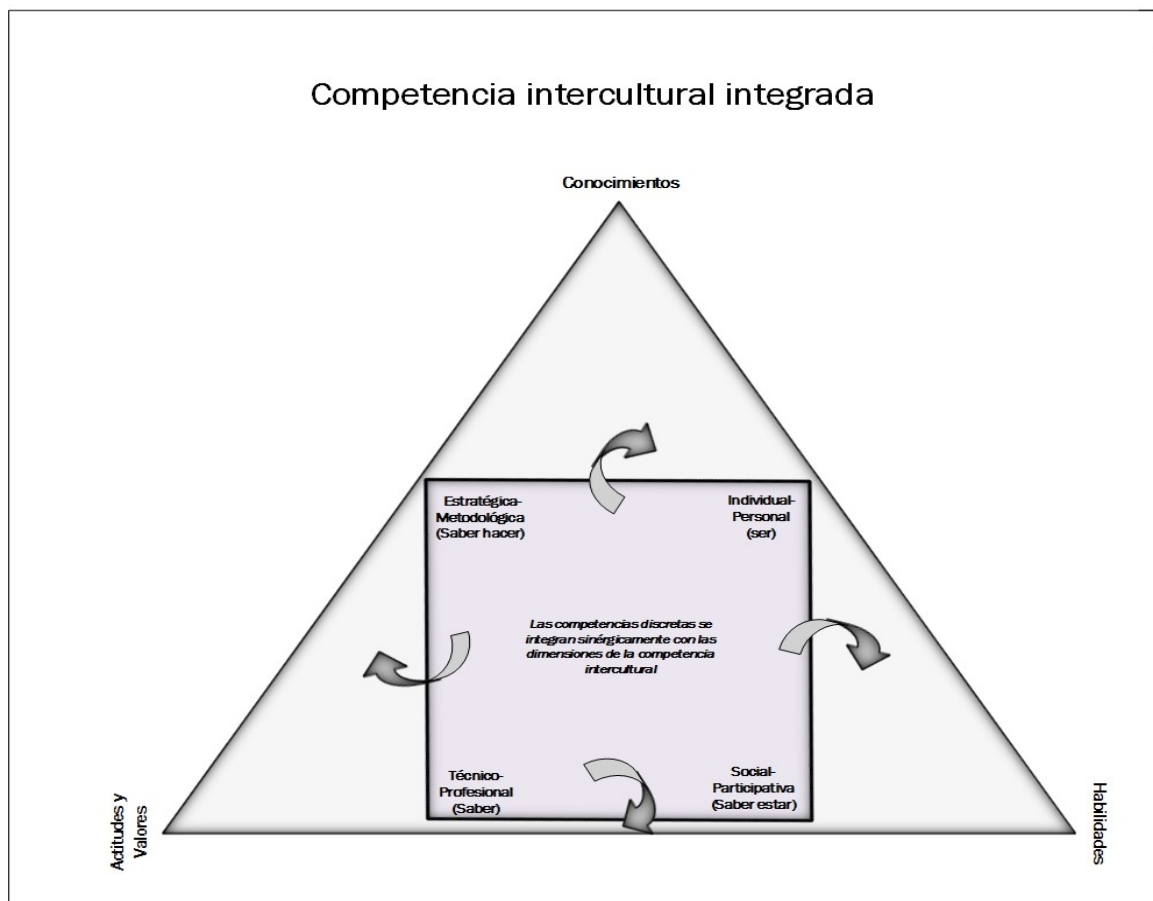 Competencia intercultural integrada
Conocimientos
Estratégica-
Metodológica
(Saber hacer)
Individual-
Personal
(ser)
Las competencias discretas se
integran sinérgicamente con las
dimensiones de la competencia
intercultural
Técnico-
Profesional
(Saber)
Social-
Participativa
(Saber estar)
Actitudes y
Valores
Habilidades